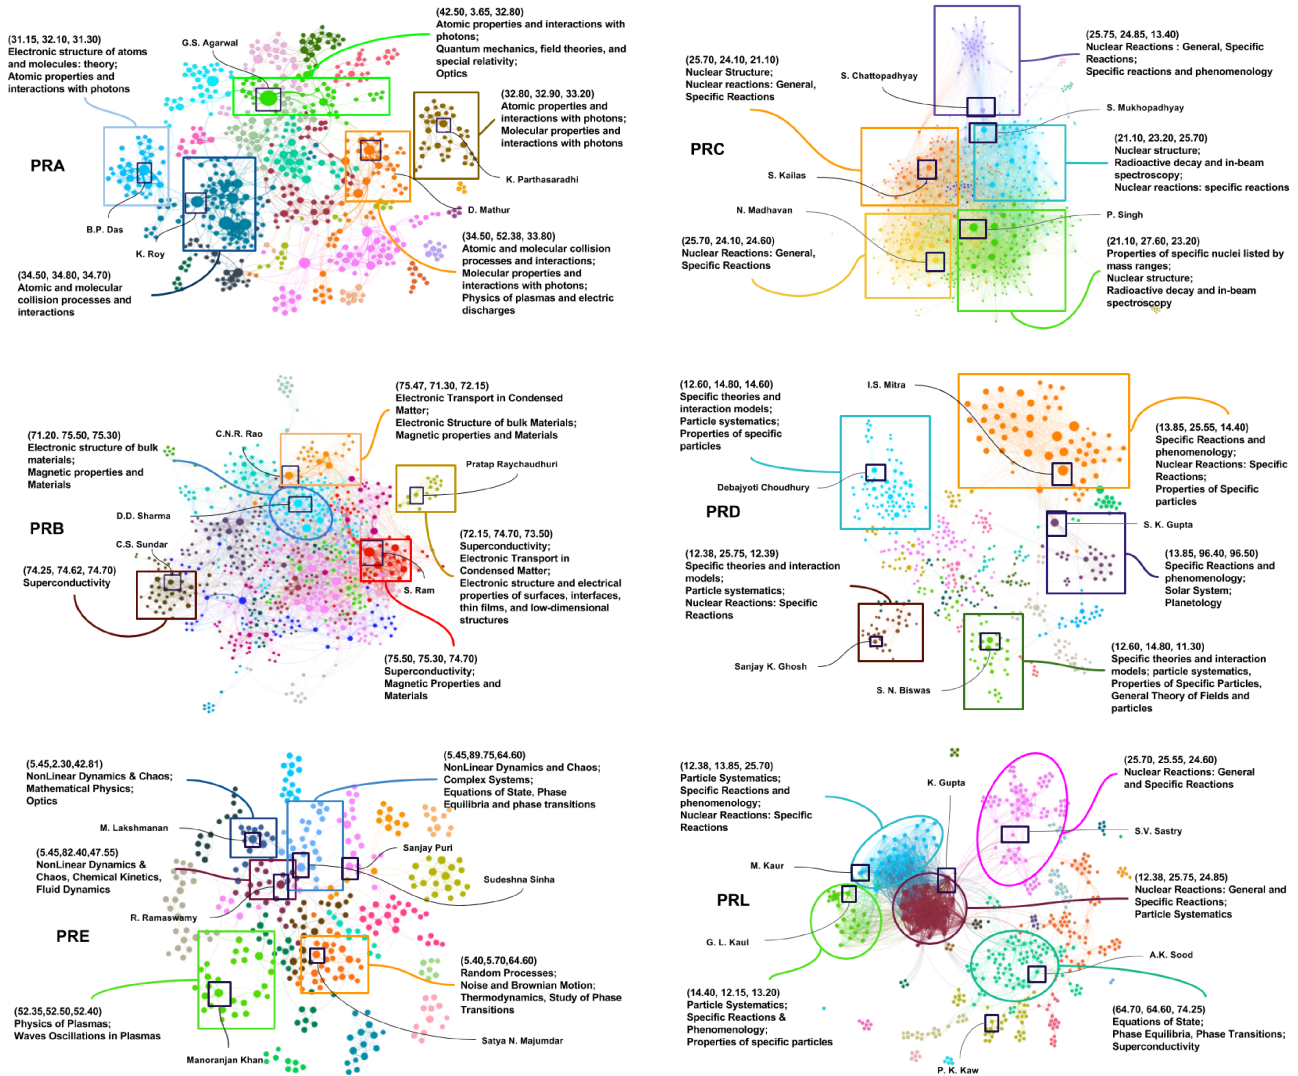 (31.15, 32.10, 31.30)
Electronic structure of atoms
and molecules: theory;
Atomic properties and
interactions with photons
G.S. Agarwal
(42.50, 3.65, 32.80)
Atomic properties and interactions with
photons;
Quantum mechanics, field theories, and
special relativity;
Optics
(32.80, 32.90, 33.20)
Atomic properties and
interactions with photons;
Molecular properties and
interactions with photons
PRA
K. Parthasaradhi
D. Mathur
B.P. Das
K. Roy
(34.50, 34.80, 34.70)
Atomic and molecular
collision processes and
interactions
(34.50, 52.38, 33.80)
Atomic and molecular collision
processes and interactions;
Molecular properties and
interactions with photons;
Physics of plasmas and electric
discharges
(25.75, 24.85, 13.40)
Nuclear Reactions : General, Specific
Reactions;
Specific reactions and phenomenology
(25.70, 24.10, 21.10)
Nuclear Structure;
Nuclear reactions: General,
Specific Reactions
S. Chattopadhyay
S. Mukhopadhyay
PRC
(21.10, 23.20, 25.70)
Nuclear structure;
Radioactive decay and in-beam
spectroscopy;
Nuclear reactions: specific reactions
S. Kailas
N. Madhavan
P. Singh
(25.70, 24.10, 24.60)
Nuclear Reactions: General,
Specific Reactions
(21.10, 27.60, 23.20)
Properties of specific nuclei listed by
mass ranges;
Nuclear structure;
Radioactive decay and in-beam
spectroscopy
(75.47, 71.30, 72.15)
Electronic Transport in Condensed
Matter;
Electronic Structure of bulk Materials;
Magnetic properties and Materials
(71.20. 75.50, 75.30)
Electronic structure of bulk
materials;
Magnetic properties and
Materials
C.N.R. Rao
Pratap Raychaudhuri
D.D. Sharma
PRB
C.S. Sundar
(74.25, 74.62, 74.70)
Superconductivity
(72.15, 74.70, 73.50)
Superconductivity;
Electronic Transport in
Condensed Matter;
Electronic structure and electrical
properties of surfaces, interfaces,
thin films, and low-dimensional
structures
S. Ram
(75.50, 75.30, 74.70)
Superconductivity;
Magnetic Properties and
Materials
(12.60, 14.80, 14.60)
Specific theories and
interaction models;
Particle systematics;
Properties of specific
particles
I.S. Mitra
(13.85, 25.55, 14.40)
Specific Reactions and
phenomenology;
Nuclear Reactions: Specific
Reactions;
Properties of Specific
particles
Debajyoti Choudhury
PRD
S. K. Gupta
(12.38, 25.75, 12.39)
Specific theories and interaction
models;
Particle systematics;
Nuclear Reactions: Specific
Reactions
(13.85, 96.40, 96.50)
Specific Reactions and
phenomenology;
Solar System;
Planetology
Sanjay K. Ghosh
S. N. Biswas
(12.60, 14.80, 11.30)
Specific theories and interaction
models; particle systematics,
Properties of Specific Particles,
General Theory of Fields and
particles
(5.45,2.30,42.81)
NonLinear Dynamics & Chaos;
Mathematical Physics;
Optics
(5.45,89.75,64.60)
NonLinear Dynamics and Chaos;
Complex Systems;
Equations of State, Phase
Equilibria and phase transitions
M. Lakshmanan
(5.45,82.40,47.55)
NonLinear Dynamics &
Chaos, Chemical Kinetics,
Fluid Dynamics
Sanjay Puri
Sudeshna Sinha
R. Ramaswamy
PRE
(5.40,5.70,64.60)
Random Processes;
Noise and Brownian Motion;
Thermodynamics, Study of Phase
Transitions
(52.35,52.50,52.40)
Physics of Plasmas;
Waves Oscillations in Plasmas
Satya N. Majumdar
Manoranjan Khan
(12.38, 13.85, 25.70)
Particle Systematics;
Specific Reactions and
phenomenology;
Nuclear Reactions: Specific
Reactions
K. Gupta
(25.70, 25.55, 24.60)
Nuclear Reactions: General
and Specific Reactions
S.V. Sastry
M. Kaur
PRL
(12.38, 25.75, 24.85)
Nuclear Reactions: General and
Specific Reactions;
Particle Systematics
G. L. Kaul
A.K. Sood
(14.40, 12.15, 13.20)
Particle Systematics;
Specific Reactions &
Phenomenology;
Properties of specific particles
(64.70, 64.60, 74.25)
Equations of State;
Phase Equilibria, Phase Transitions;
Superconductivity
P. K. Kaw